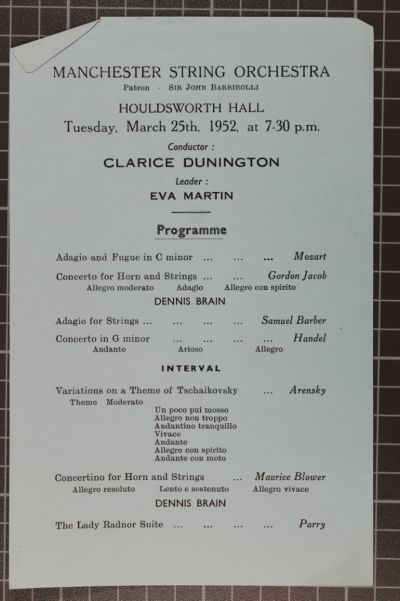 MANCHESTER STRING ORCHESTRA
Patron - SIR JOHN BARBIROLLI
HOULDSWORTH HALL
Tuesday, March 25th, 1952, at 7-30 p.m.
Conductor :
CLARICE DUNINGTON
Leader :
EVA MARTIN
Programme
Adagio and Fugue in C minor ... ... ... Mozart
Concerto for Horn and Strings ... ... Gordon Jacob
Allegro moderato Adagio Allegro con spirito
DENNIS BRAIN
Adagio for Strings ... ... ... ... Samuel Barber
Concerto in G minor ... ... ... ... Handel
Andante Arioso Allegro
INTERVAL
Variations on a Theme of Tschaikovsky ... Arensky
Theme Moderato
Un poco pui mosso
Allegro non troppo
Andantino tranquillo
Vivace
Andante
Allegro con spirito
Andante con moto
Concertino for Horn and Strings ... Maurice Blower
Allegro resoluto Lento e sostenuto Allegro vivace
DENNIS BRAIN
The Lady Radnor Suite ... ... ... ... Parry